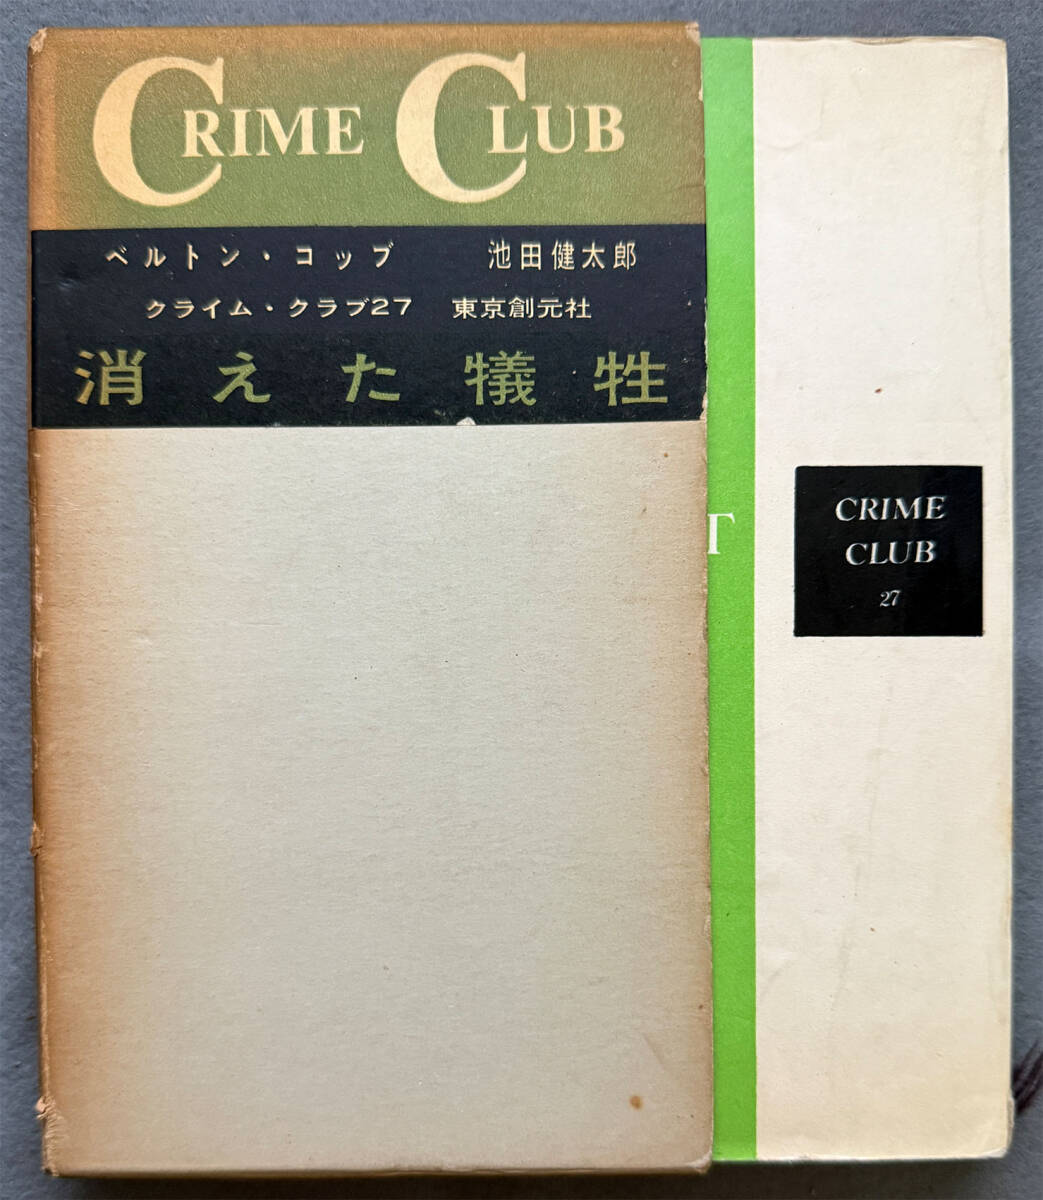 CRIME CLUB
ベルトン・コッブ 池田健太郎
クライム・クラブ27 東京創元社
消えた犠牲
T
CRIME
CLUB
27